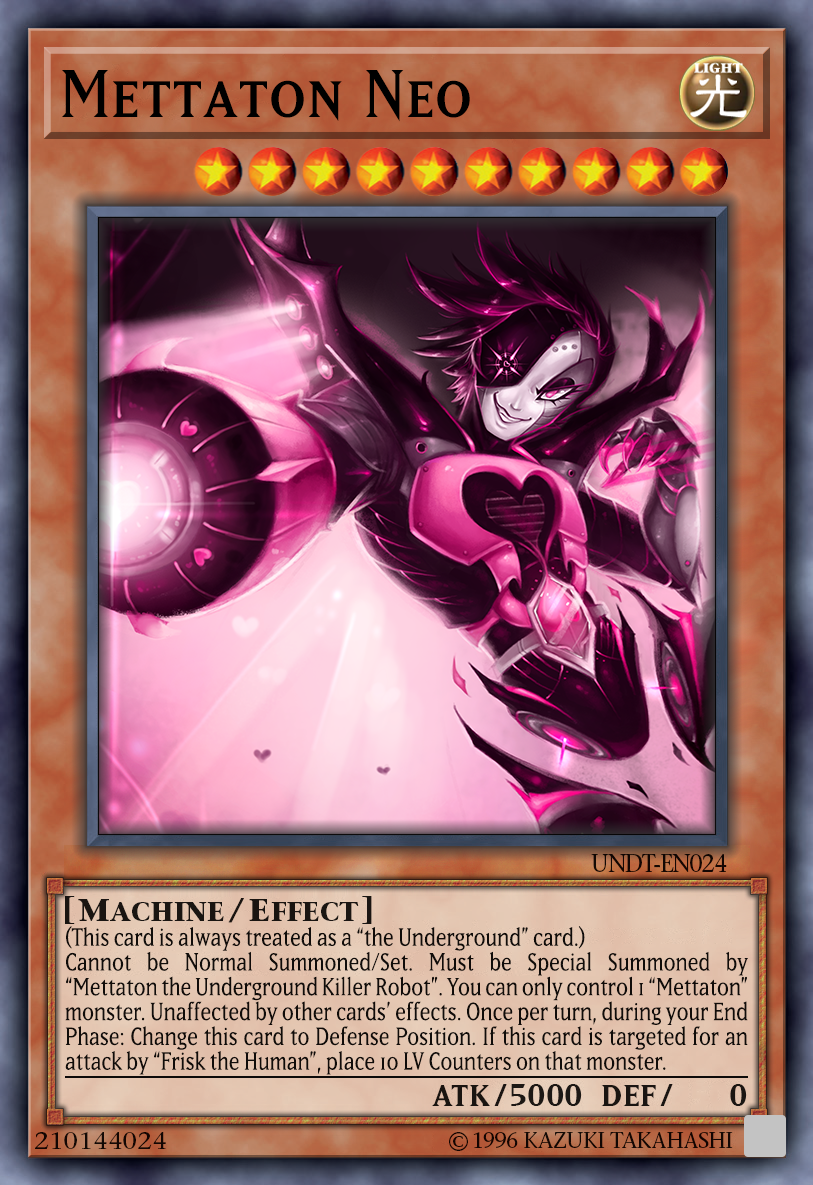 Mettaton Neo
LIGHT
光
UNDT-EN024
[Machine/Effect]
(This card is always treated as a “the Underground” card.)
Cannot be Normal Summoned/Set. Must be Special Summoned by
“Mettaton the Underground Killer Robot”. You can only control 1 “Mettaton”
monster. Unaffected by other cards’ effects. Once per turn, during your End
Phase: Change this card to Defense Position. If this card is targeted for an
attack by “Frisk the Human”, place 10 LV Counters on that monster.
ATK/5000 DEF/ 0
210144024
© 1996 KAZUKI TAKAHASHI